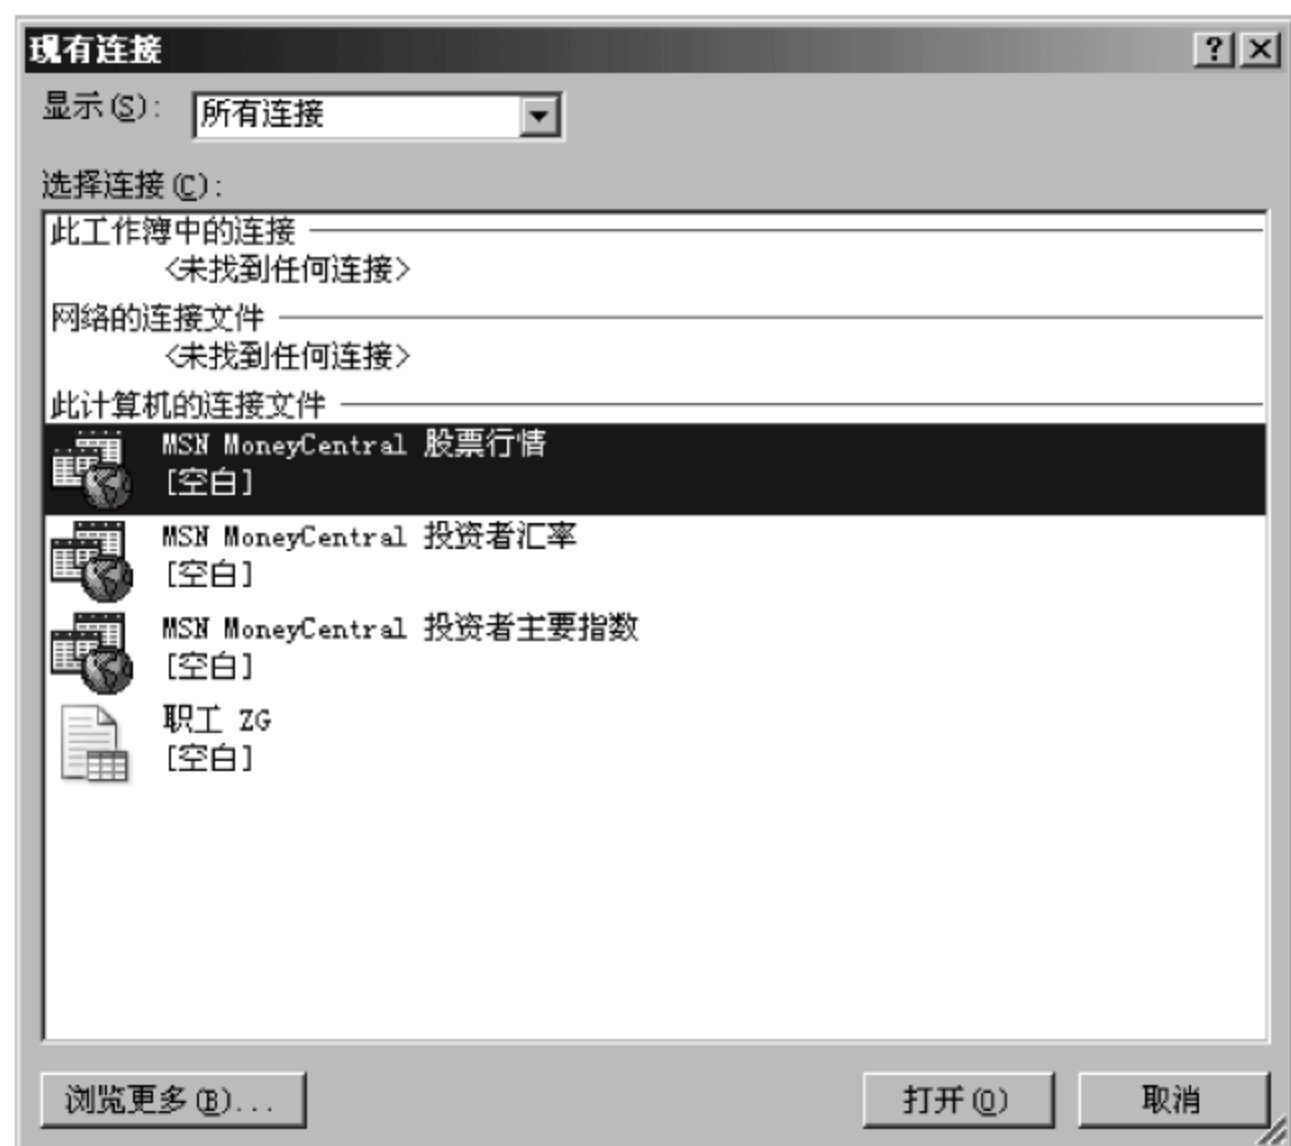 现有连接
显示(S): 所有连接
选择连接(C):
此工作簿中的连接
<未找到任何连接>
网络的连接文件
<未找到任何连接>
此计算机的连接文件
MSN MoneyCentral 股票行情
[空白]
MSN MoneyCentral 投资者汇率
[空白]
MSN MoneyCentral 投资者主要指数
[空白]
职工 ZG
[空白]
浏览更多(B)... 打开(O) 取消